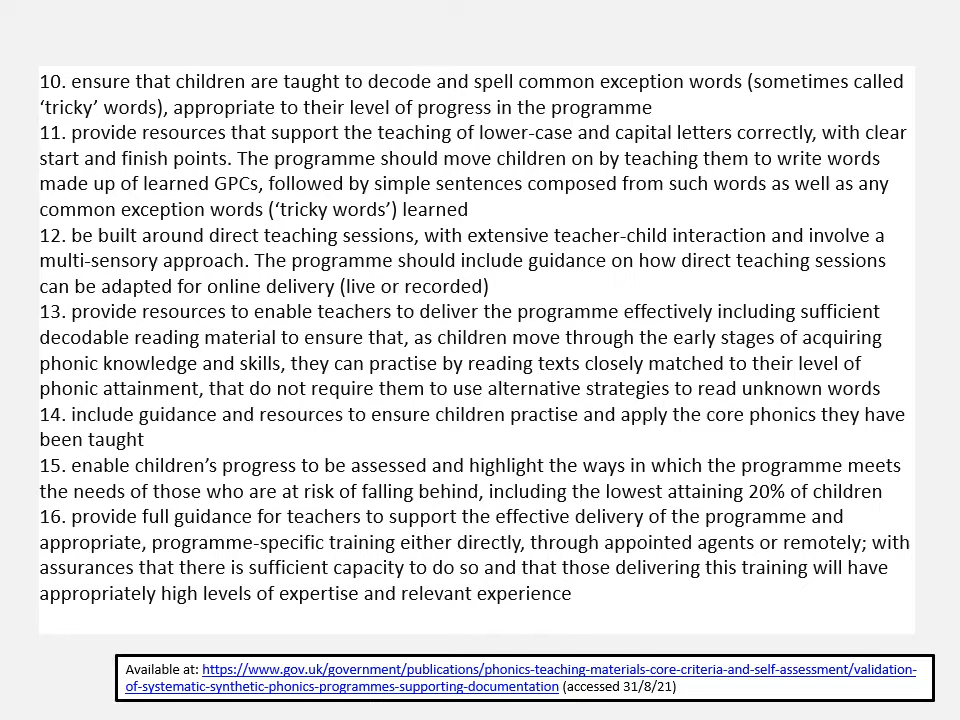 10. ensure that children are taught to decode and spell common exception words (sometimes called
‘tricky’ words), appropriate to their level of progress in the programme
11. provide resources that support the teaching of lower-case and capital letters correctly, with clear
start and finish points. The programme should move children on by teaching them to write words
made up of learned GPCs, followed by simple sentences composed from such words as well as any
common exception words (‘tricky words’) learned
12. be built around direct teaching sessions, with extensive teacher-child interaction and involve a
multi-sensory approach. The programme should include guidance on how direct teaching sessions
can be adapted for online delivery (live or recorded)
13. provide resources to enable teachers to deliver the programme effectively including sufficient
decodable reading material to ensure that, as children move through the early stages of acquiring
phonic knowledge and skills, they can practise by reading texts closely matched to their level of
phonic attainment, that do not require them to use alternative strategies to read unknown words
14. include guidance and resources to ensure children practise and apply the core phonics they have
been taught
15. enable children’s progress to be assessed and highlight the ways in which the programme meets
the needs of those who are at risk of falling behind, including the lowest attaining 20% of children
16. provide full guidance for teachers to support the effective delivery of the programme and
appropriate, programme-specific training either directly, through appointed agents or remotely; with
assurances that there is sufficient capacity to do so and that those delivering this training will have
appropriately high levels of expertise and relevant experience
Available at: https://www.gov.uk/government/publications/phonics-teaching-materials-core-criteria-and-self-assessment/validation-
of-systematic-synthetic-phonics-programmes-supporting-documentation (accessed 31/8/21)